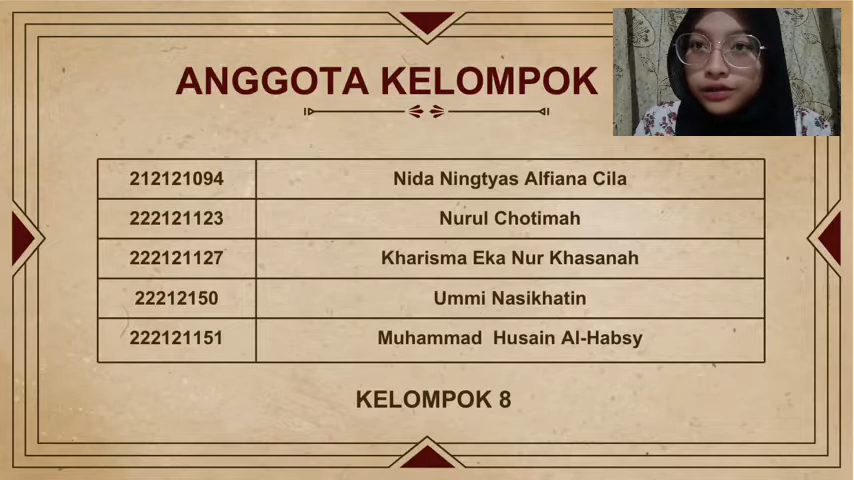 ANGGOTA KELOMPOK
212121094 Nida Ningtyas Alfiana Cila
222121123 Nurul Chotimah
222121127 Kharisma Eka Nur Khasanah
22212150 Ummi Nasikhatin
222121151 Muhammad Husain Al-Habsy
KELOMPOK 8